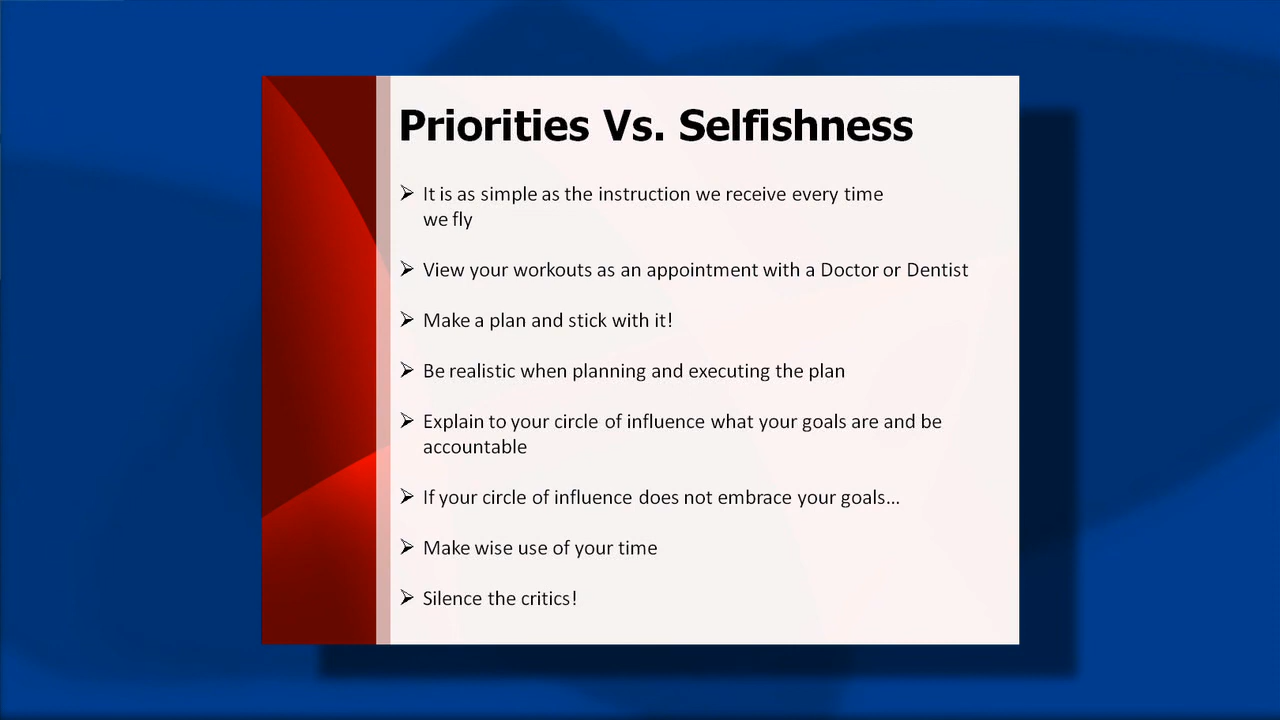 Priorities Vs. Selfishness
➢ It is as simple as the instruction we receive every time
we fly
➢ View your workouts as an appointment with a Doctor or Dentist
➢ Make a plan and stick with it!
➢ Be realistic when planning and executing the plan
➢ Explain to your circle of influence what your goals are and be
accountable
➢ If your circle of influence does not embrace your goals...
➢ Make wise use of your time
➢ Silence the critics!